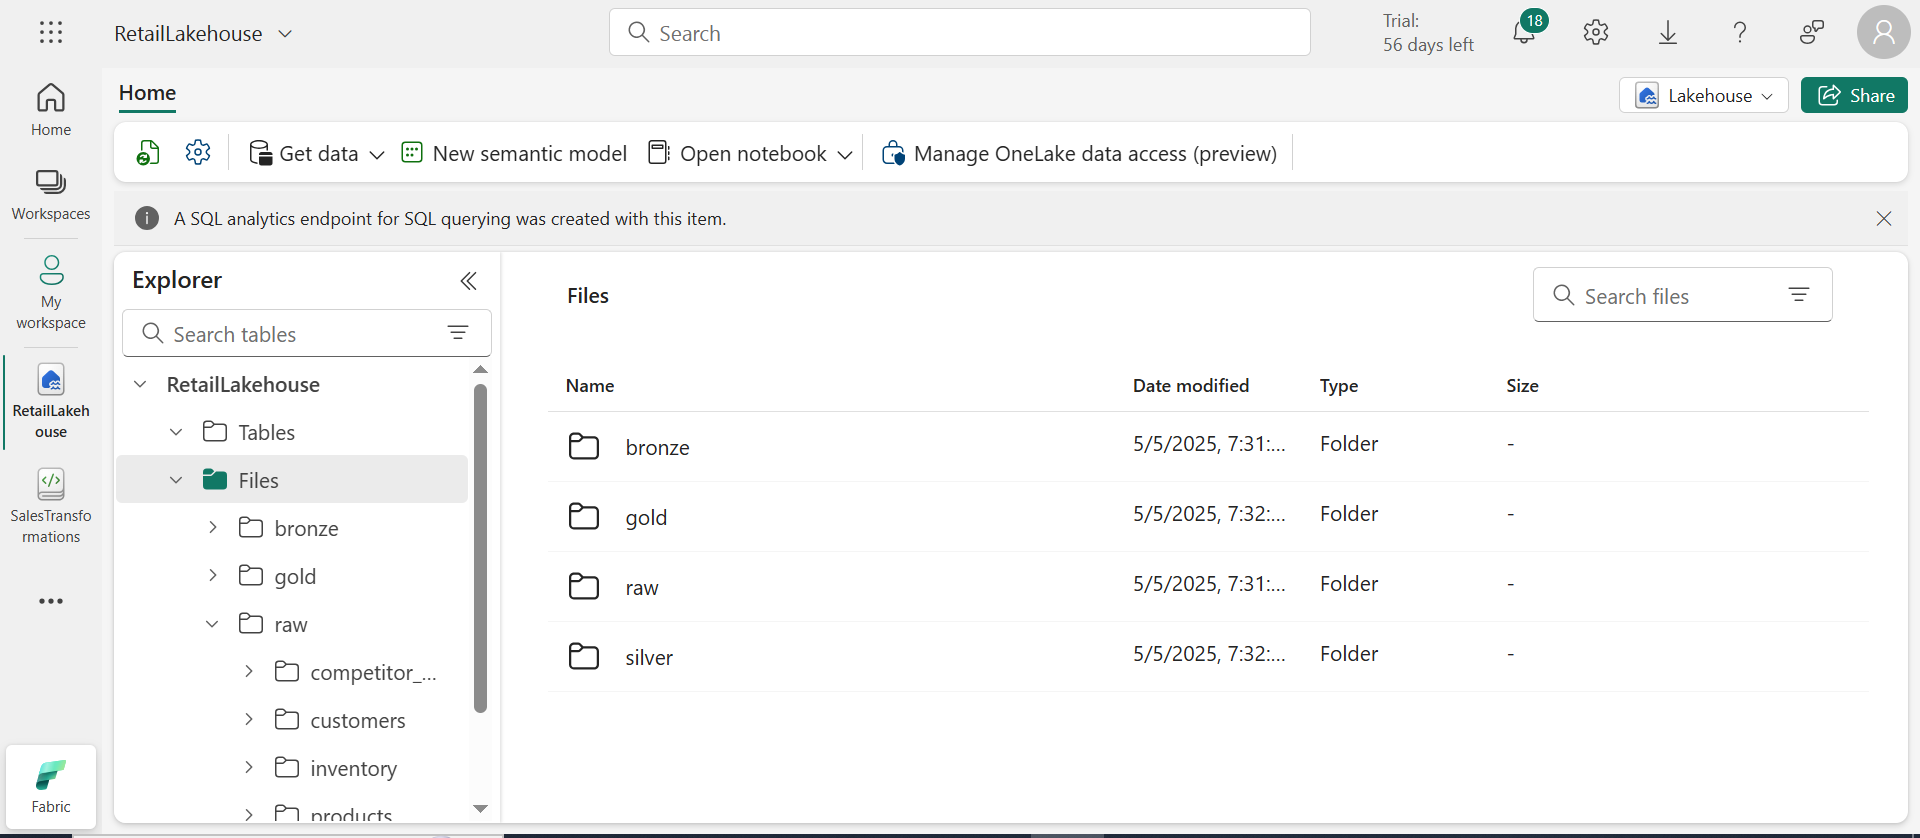 RetailLakehouse
Search
Trial:
56 days left
18
Home
Workspaces
My
workspace
RetailLakeh
ouse
SalesTransfo
rmations
Fabric
Home
Lakehouse
Share
Get data
New semantic model
Open notebook
Manage OneLake data access (preview)
A SQL analytics endpoint for SQL querying was created with this item.
Explorer
Search tables
RetailLakehouse
Tables
Files
bronze
gold
raw
competitor_...
customers
inventory
products
Files
Search files
Name Date modified Type Size
bronze 5/5/2025, 7:31:... Folder -
gold 5/5/2025, 7:32:... Folder -
raw 5/5/2025, 7:31:... Folder -
silver 5/5/2025, 7:32:... Folder -